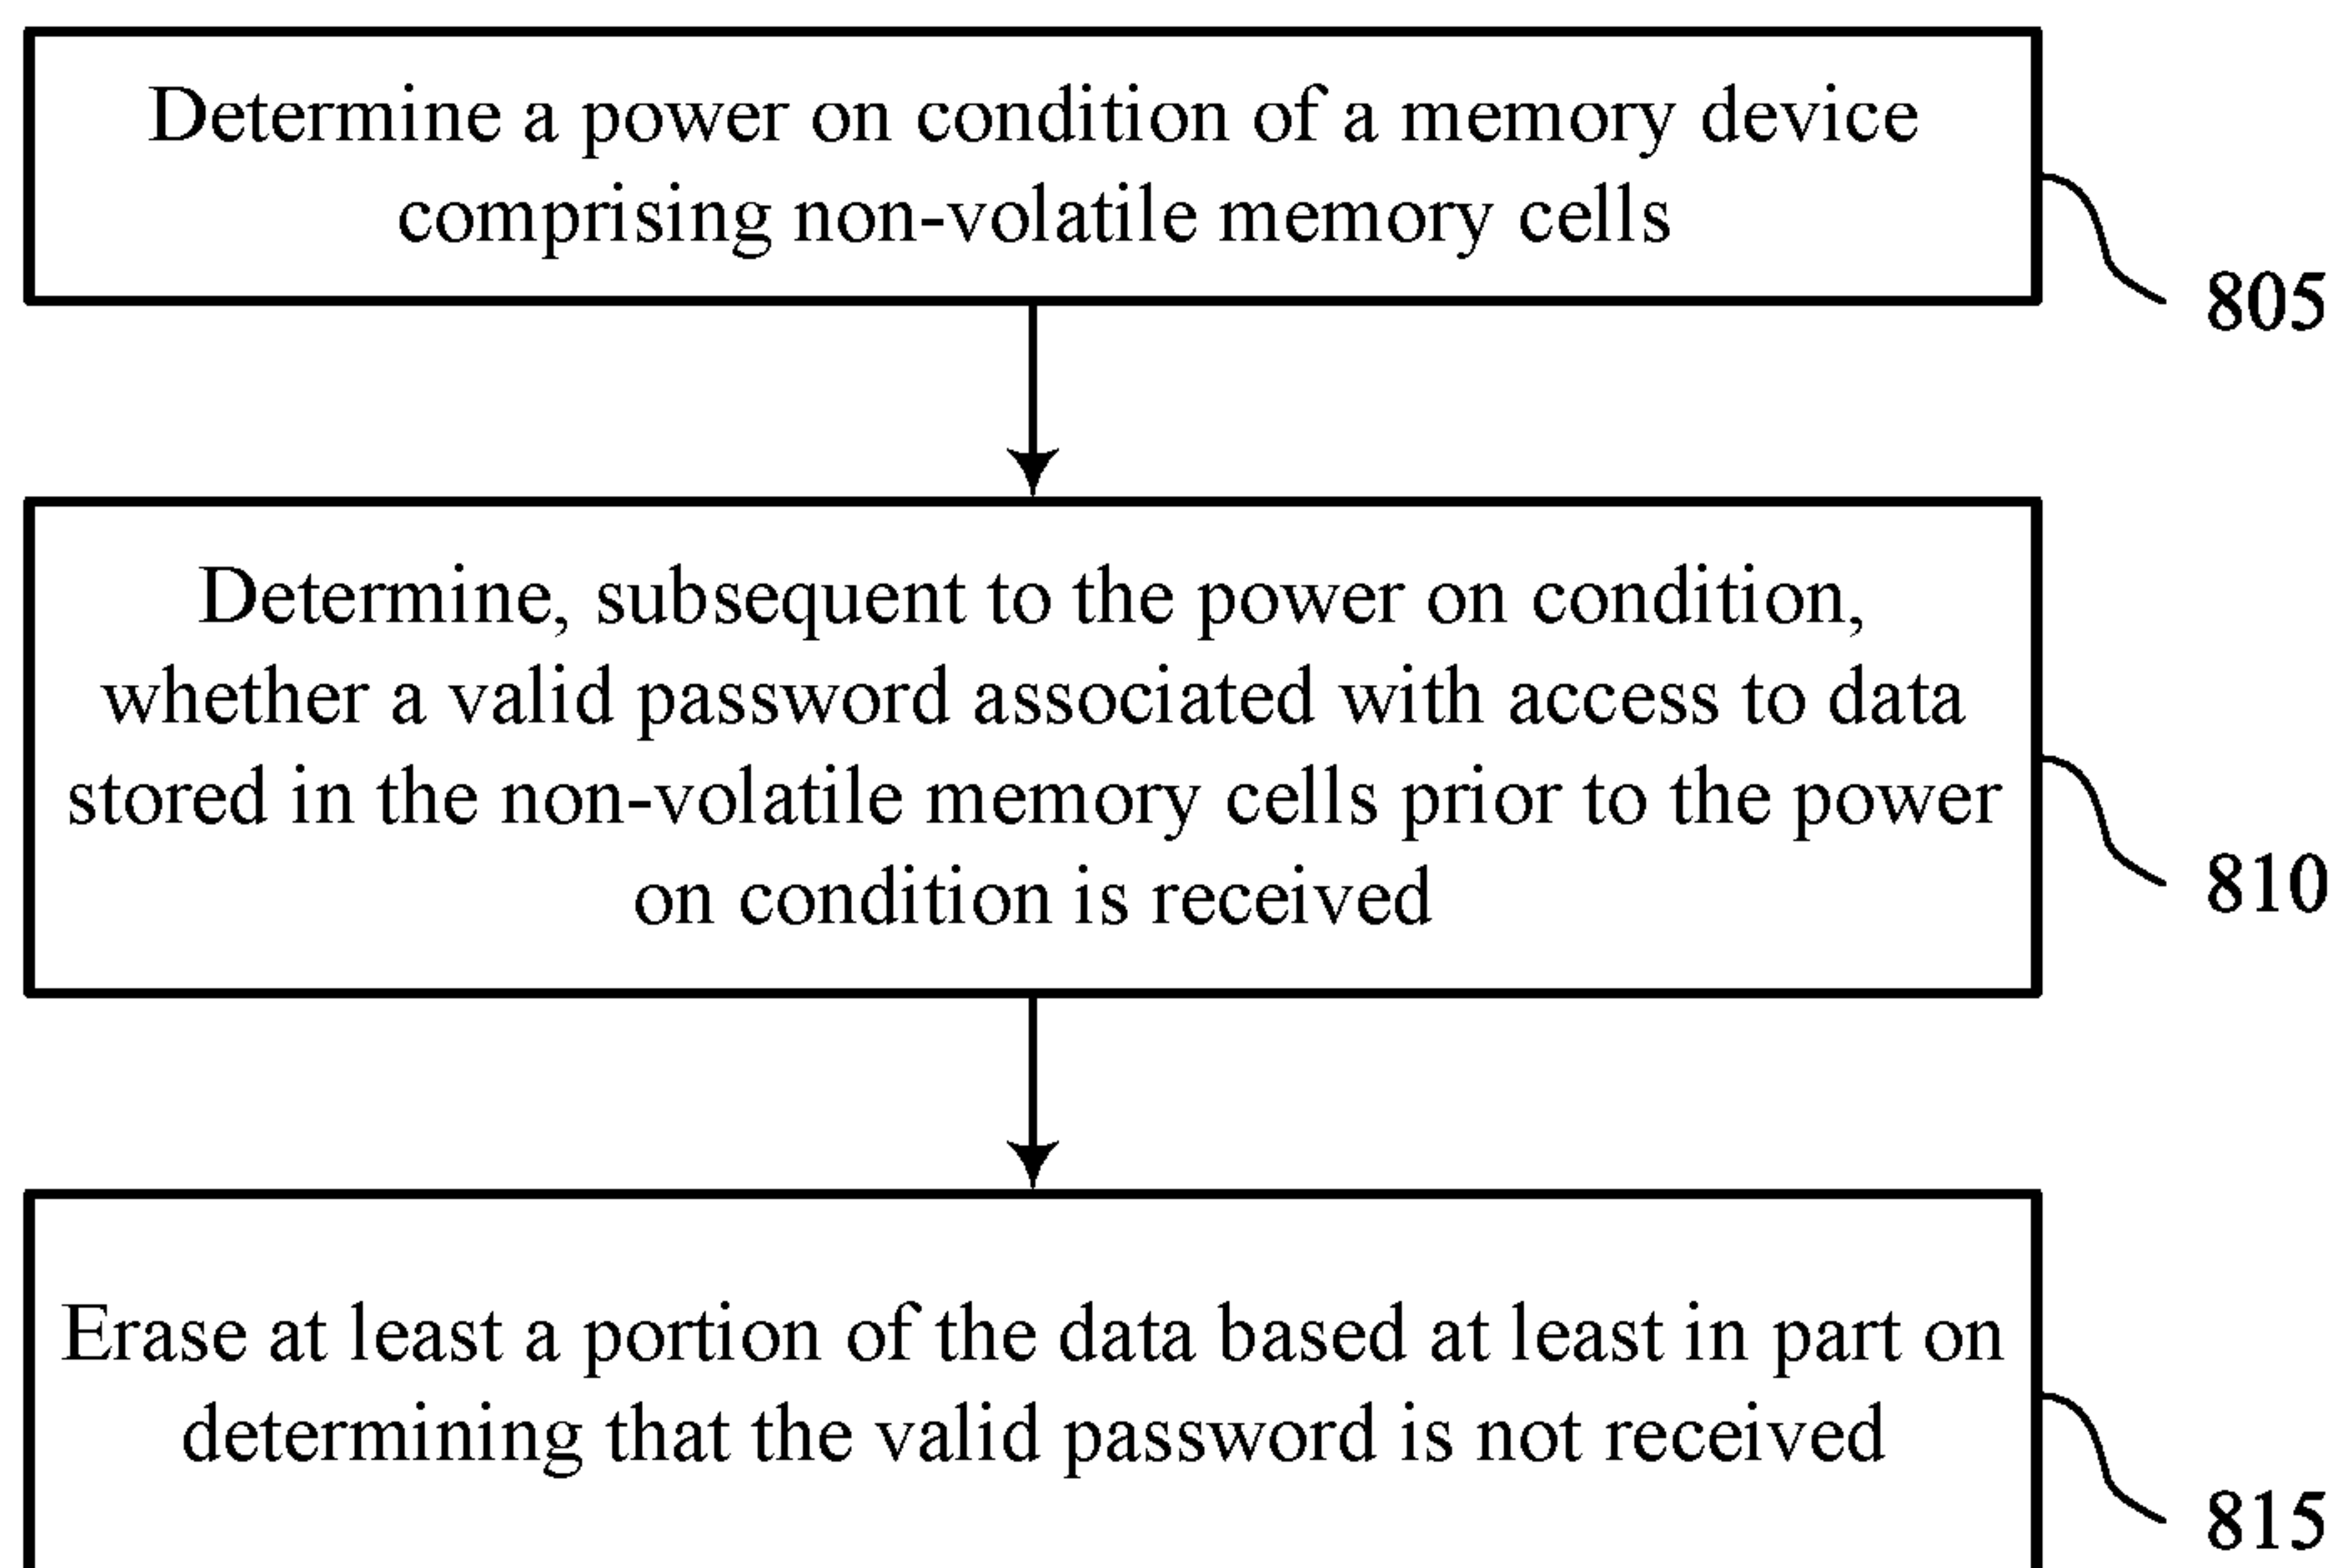 Determine a power on condition of a memory device
comprising non-volatile memory cells
805
Determine, subsequent to the power on condition,
whether a valid password associated with access to data
stored in the non-volatile memory cells prior to the power
on condition is received
810
Erase at least a portion of the data based at least in part on
determining that the valid password is not received
815